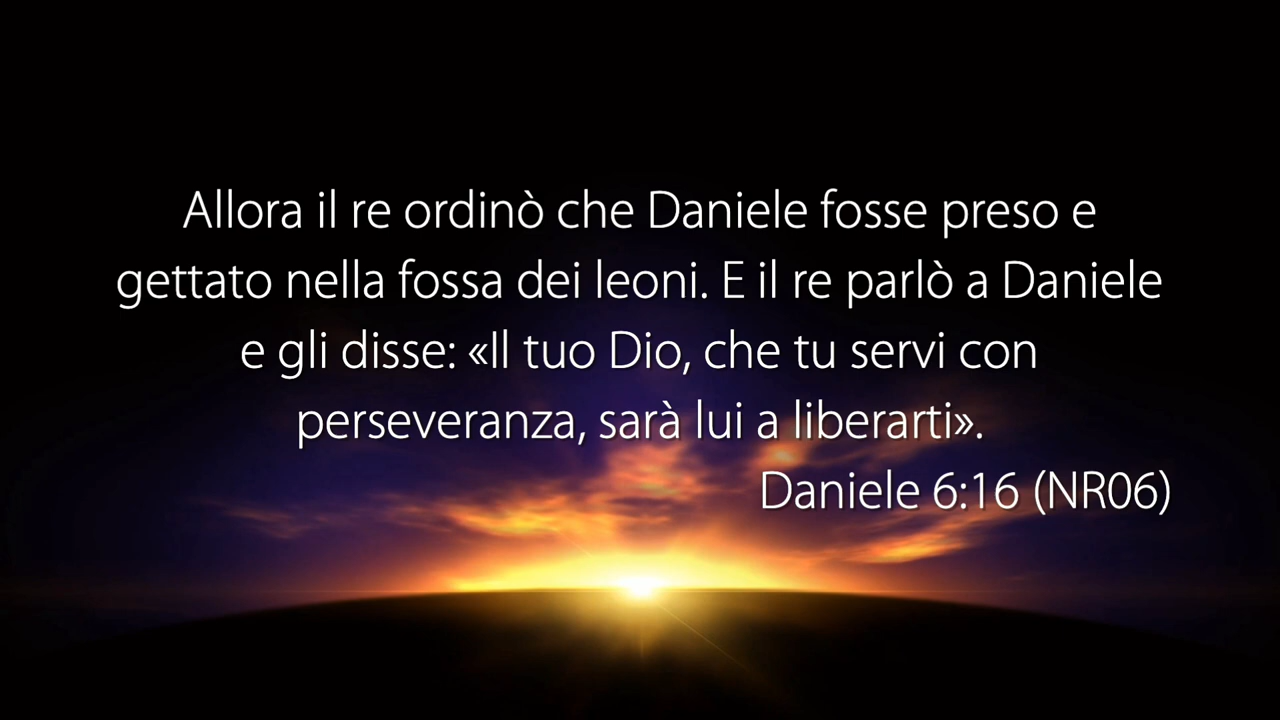 Allora il re ordinò che Daniele fosse preso e
gettato nella fossa dei leoni. E il re parlò a Daniele
e gli disse: «Il tuo Dio, che tu servi con
perseveranza, sarà lui a liberarti».
Daniele 6:16 (NR06)